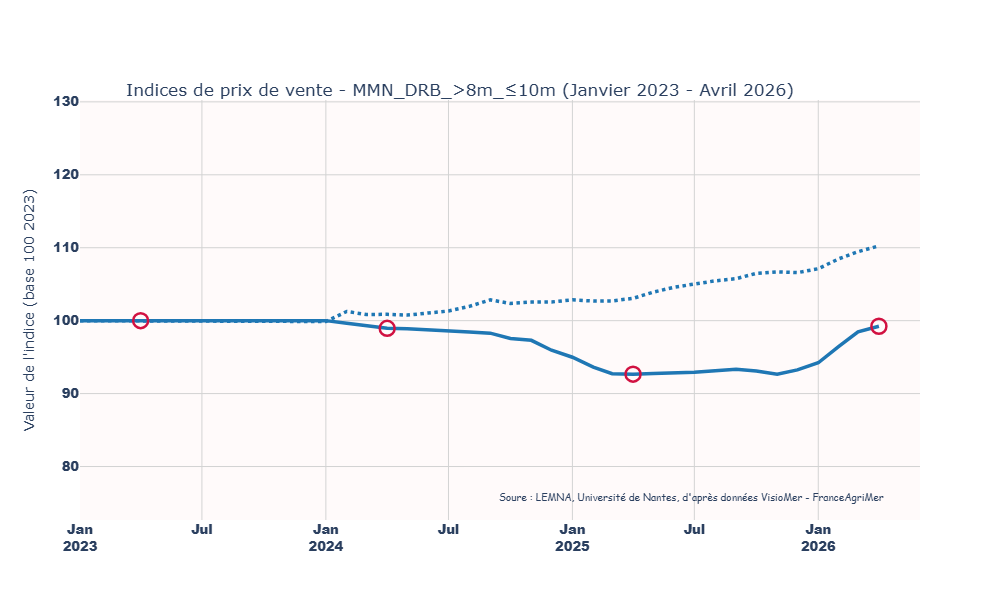 Indices de prix de vente - MMN_DRB_>8m_≤10m (Janvier 2023 - Avril 2026)
Valeur de l'indice (base 100 2023)
130
120
110
100
90
80
Soure : LEMNA, Université de Nantes, d'après données VisioMer - FranceAgriMer
Jan
2023
Jul
Jan
2024
Jul
Jan
2025
Jul
Jan
2026